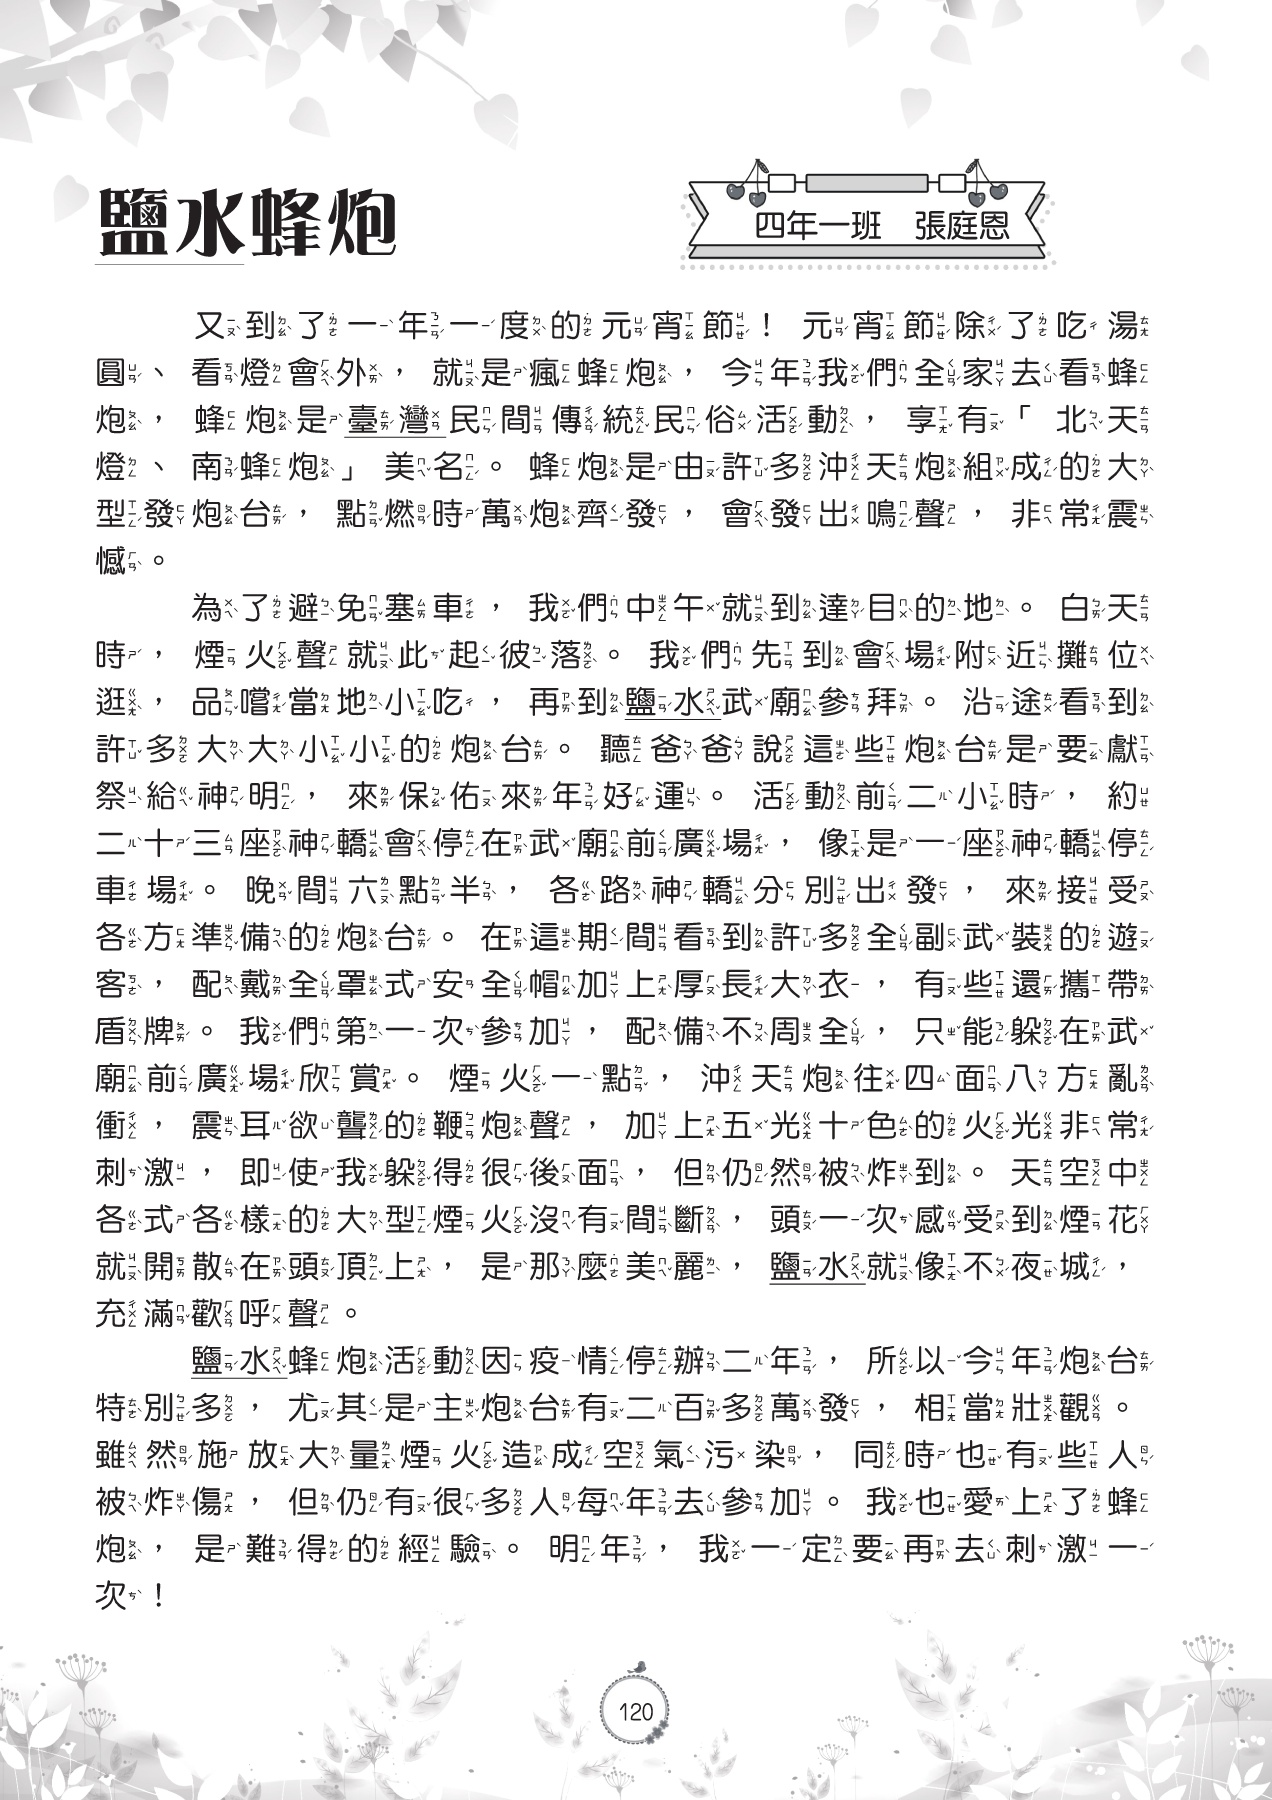 鹽水蜂炮
四年一班　張庭恩
又到了一年一度的元宵節！元宵節除了吃湯
圓、看燈會外，就是瘋蜂炮，今年我們全家去看蜂
炮，蜂炮是臺灣民間傳統民俗活動，享有「北天
燈、南蜂炮」美名。蜂炮是由許多沖天炮組成的大
型發炮台，點燃時萬炮齊發，會發出鳴聲，非常震
憾。
為了避免塞車，我們中午就到達目的地。白天
時，煙火聲就此起彼落。我們先到會場附近攤位
逛，品嚐當地小吃，再到鹽水武廟參拜。沿途看到
許多大大小小的炮台。聽爸爸說這些炮台是要獻
祭給神明，來保佑來年好運。活動前二小時，約
二十三座神轎會停在武廟前廣場，像是一座神轎停
車場。晚間六點半，各路神轎分別出發，來接受
各方準備的炮台。在這期間看到許多全副武裝的遊
客，配戴全罩式安全帽加上厚長大衣，有些還攜帶
盾牌。我們第一次參加，配備不周全，只能躲在武
廟前廣場欣賞。煙火一點，沖天炮往四面八方亂
衝，震耳欲聾的鞭炮聲，加上五光十色的火光非常
刺激，即使我躲得很後面，但仍然被炸到。天空中
各式各樣的大型煙火沒有間斷，頭一次感受到煙花
就開散在頭頂上，是那麼美麗，鹽水就像不夜城，
充滿歡呼聲。
鹽水蜂炮活動因疫情停辦二年，所以今年炮台
特別多，尤其是主炮台有二百多萬發，相當壯觀。
雖然施放大量煙火造成空氣污染，同時也有些人
被炸傷，但仍有很多人每年去參加。我也愛上了蜂
炮，是難得的經驗。明年，我一定要再去刺激一
次！
120